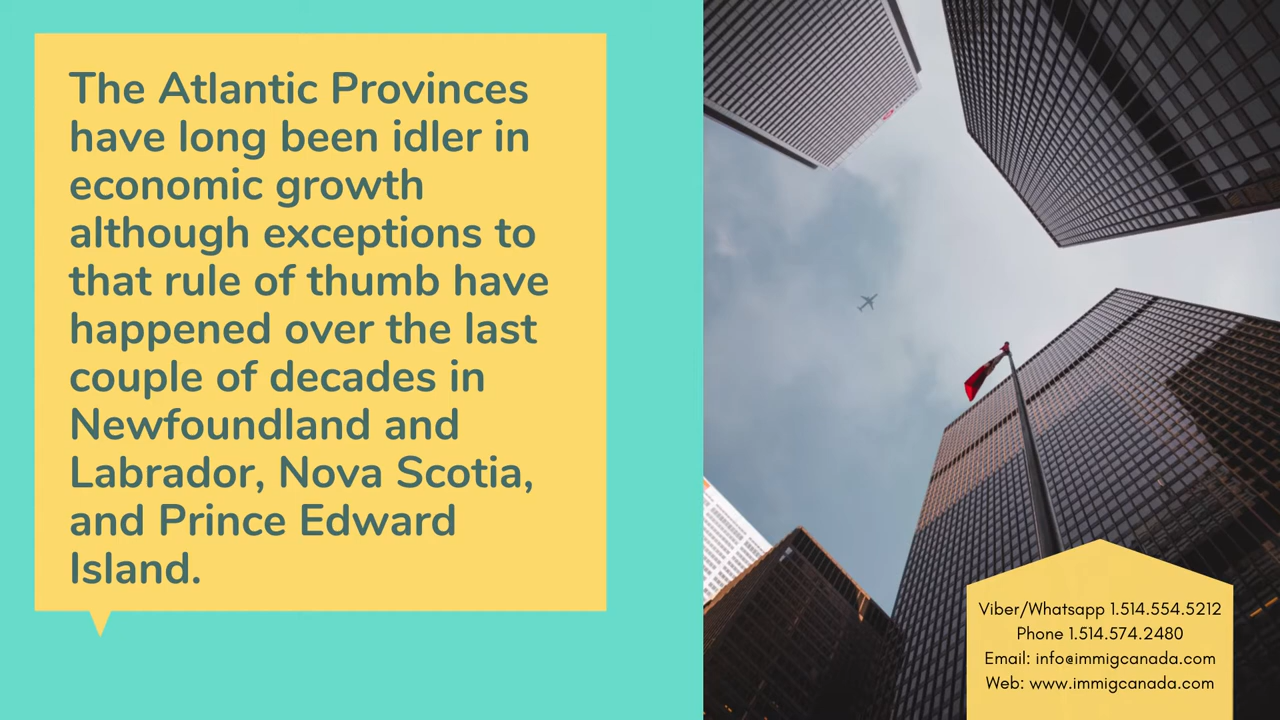 The Atlantic Provinces
have long been idler in
economic growth
although exceptions to
that rule of thumb have
happened over the last
couple of decades in
Newfoundland and
Labrador, Nova Scotia,
and Prince Edward
Island.
Viber/Whatsapp 1.514.554.5212
Phone 1.514.574.2480
Email: info@immigcanada.com
Web: www.immigcanada.com